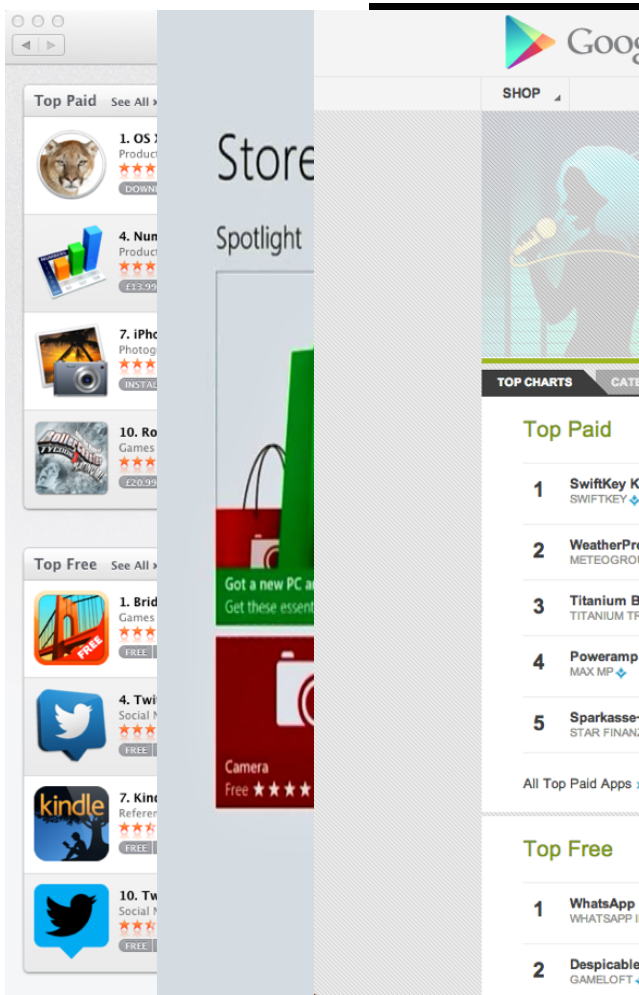 Top Paid See All ›
1. OS X
Produc
DOWN
4. Num
Produc
£13.99
7. iPho
Photog
INSTAL
10. Ro
Games
£20.99
Top Free See All ›
1. Brid
Games
FREE
FREE
4. Twi
Social N
FREE
kindle
7. Kind
Refere
FREE
10. Tw
Social N
FREE
Store
Spotlight
Got a new PC a
Get these essent
Camera
Free
Goog
SHOP
TOP CHARTS CATE
Top Paid
1 SwiftKey K
SWIFTKEY
2 WeatherPr
METEOGROU
3 Titanium B
TITANIUM TR
4 Poweramp
MAX MP
5 Sparkasse-
STAR FINANZ
All Top Paid Apps ›
Top Free
1 WhatsApp
WHATSAPP I
2 Despicable
GAMELOFT